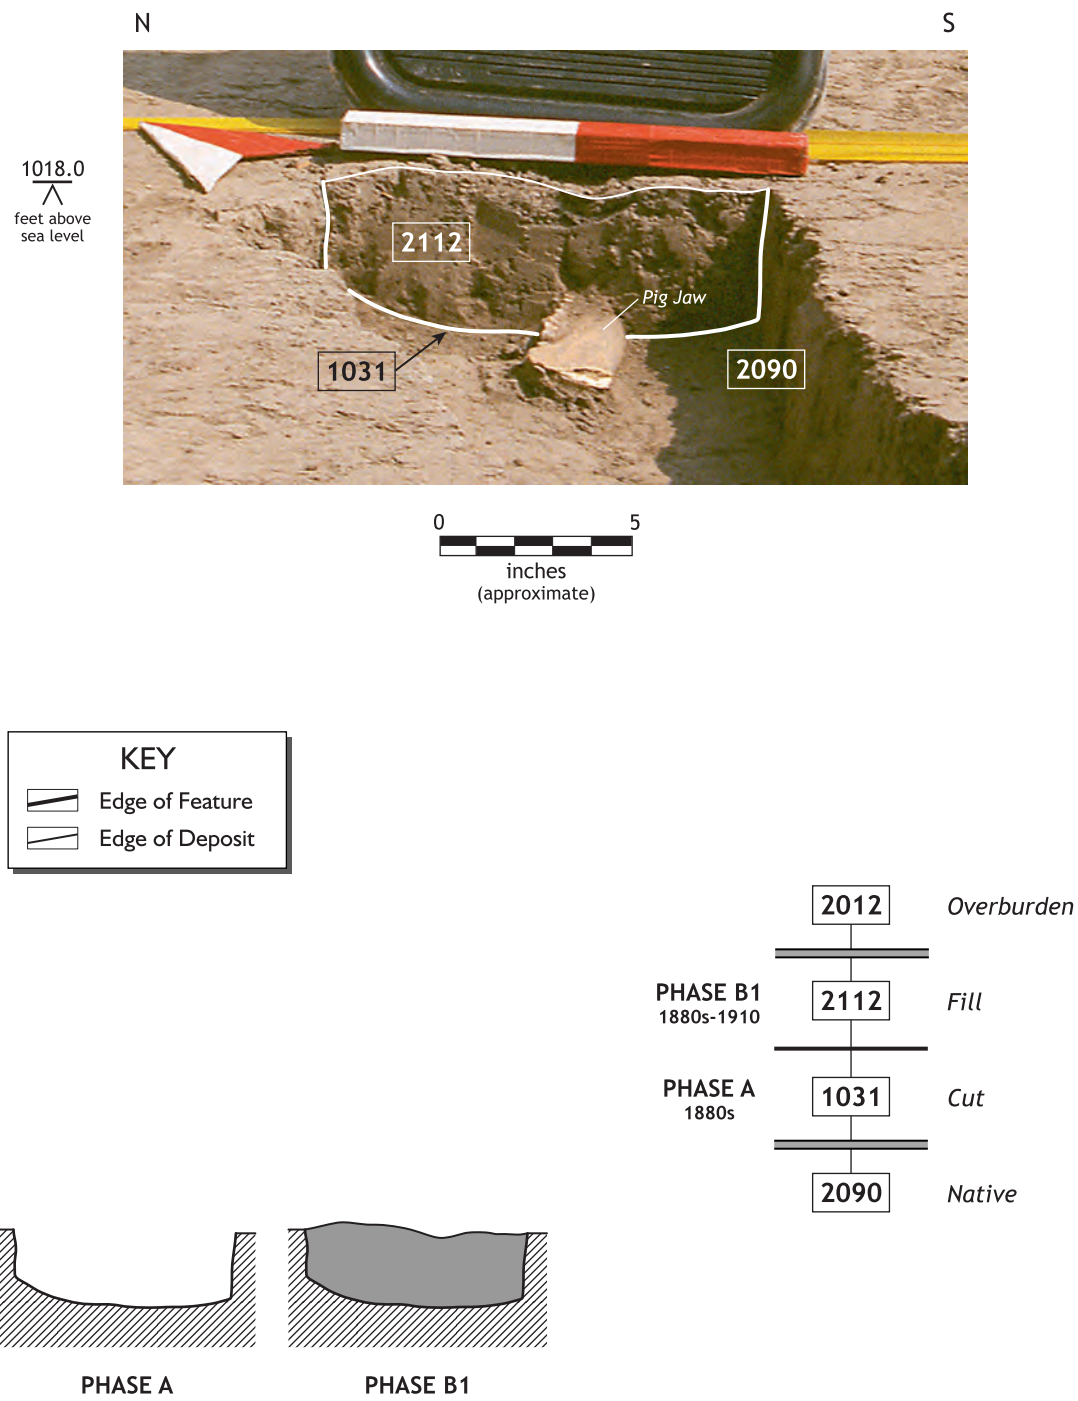 N
S
1018.0
feet above
sea level
2112
Pig Jaw
1031
2090
0
5
inches
(approximate)
KEY
Edge of Feature
Edge of Deposit
2012
Overburden
PHASE B1
1880s-1910
2112
Fill
PHASE A
1880s
1031
Cut
2090
Native
PHASE A
PHASE B1